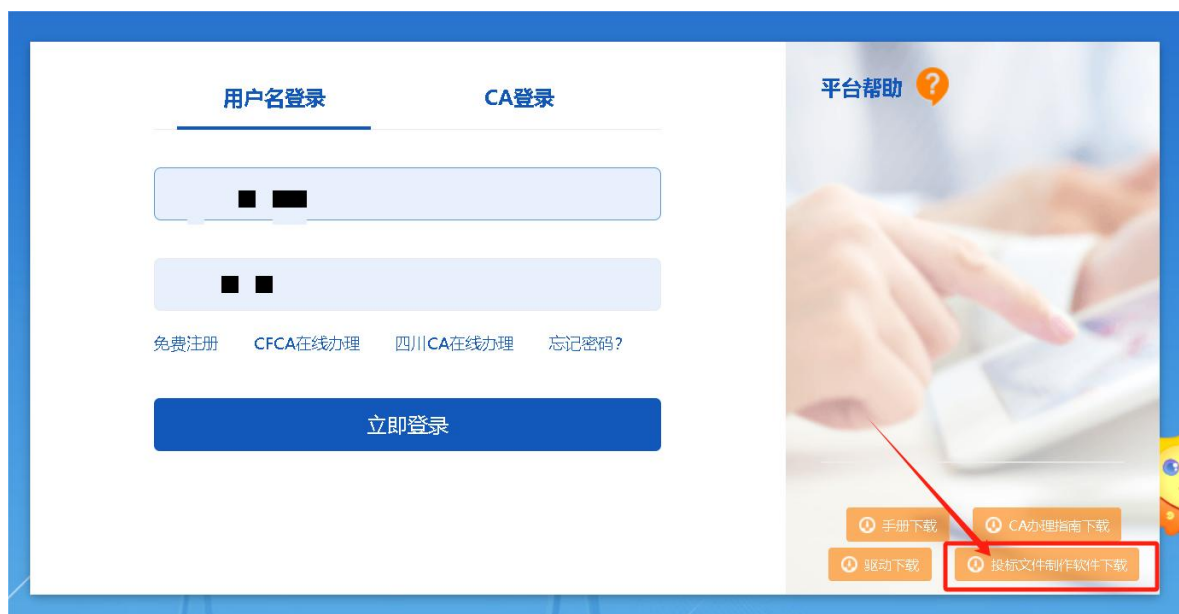 用户名登录 CA登录
平台帮助 ?
免费注册 CFCA在线办理 四川CA在线办理 忘记密码?
立即登录
手册下载 CA办理指南下载
驱动下载 投标文件制作软件下载